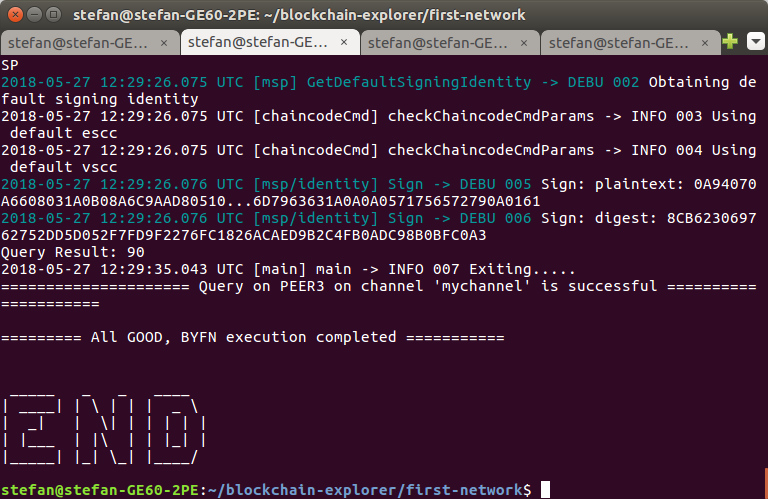 stefan@stefan-GE60-2PE: ~/blockchain-explorer/first-network
stefan@stefan-GE6... × stefan@stefan-GE6... × stefan@stefan-GE6... × stefan@stefan-GE6... ×
SP
2018-05-27 12:29:26.075 UTC [msp] GetDefaultSigningIdentity -> DEBU 002 Obtaining de
fault signing identity
2018-05-27 12:29:26.075 UTC [chaincodeCmd] checkChaincodeCmdParams -> INFO 003 Using
 default escc
2018-05-27 12:29:26.075 UTC [chaincodeCmd] checkChaincodeCmdParams -> INFO 004 Using
 default vscc
2018-05-27 12:29:26.076 UTC [msp/identity] Sign -> DEBU 005 Sign: plaintext: 0A94070
A6608031A0B08A6C9AAD80510...6D7963631A0A0A0571756572790A0161
2018-05-27 12:29:26.076 UTC [msp/identity] Sign -> DEBU 006 Sign: digest: 8CB6230697
62752DD5D052F7FD9F2276FC1826ACAED9B2C4FB0ADC98B0BFC0A3
Query Result: 90
2018-05-27 12:29:35.043 UTC [main] main -> INFO 007 Exiting.....
===================== Query on PEER3 on channel 'mychannel' is successful ==========
===========
========= All GOOD, BYFN execution completed ===========
 _____   _   _   ____
| ____| | \ | | |  _ \
|  _|   |  \| | | | | |
| |___  | |\  | | |_| |
|_____| |_| \_| |____/
stefan@stefan-GE60-2PE:~/blockchain-explorer/first-network$